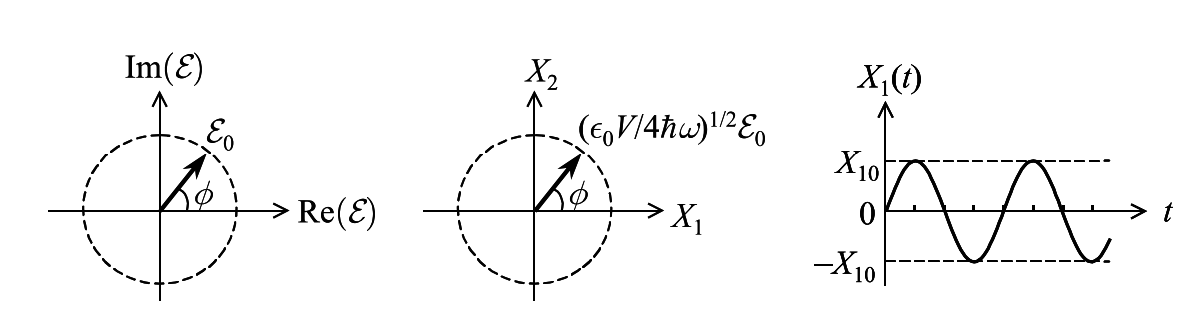 Im(ℰ)
ℰ₀
ϕ
Re(ℰ)
X₂
(ϵ₀V/4ħω)¹/²ℰ₀
ϕ
X₁
X₁(t)
X₁₀
0
t
–X₁₀